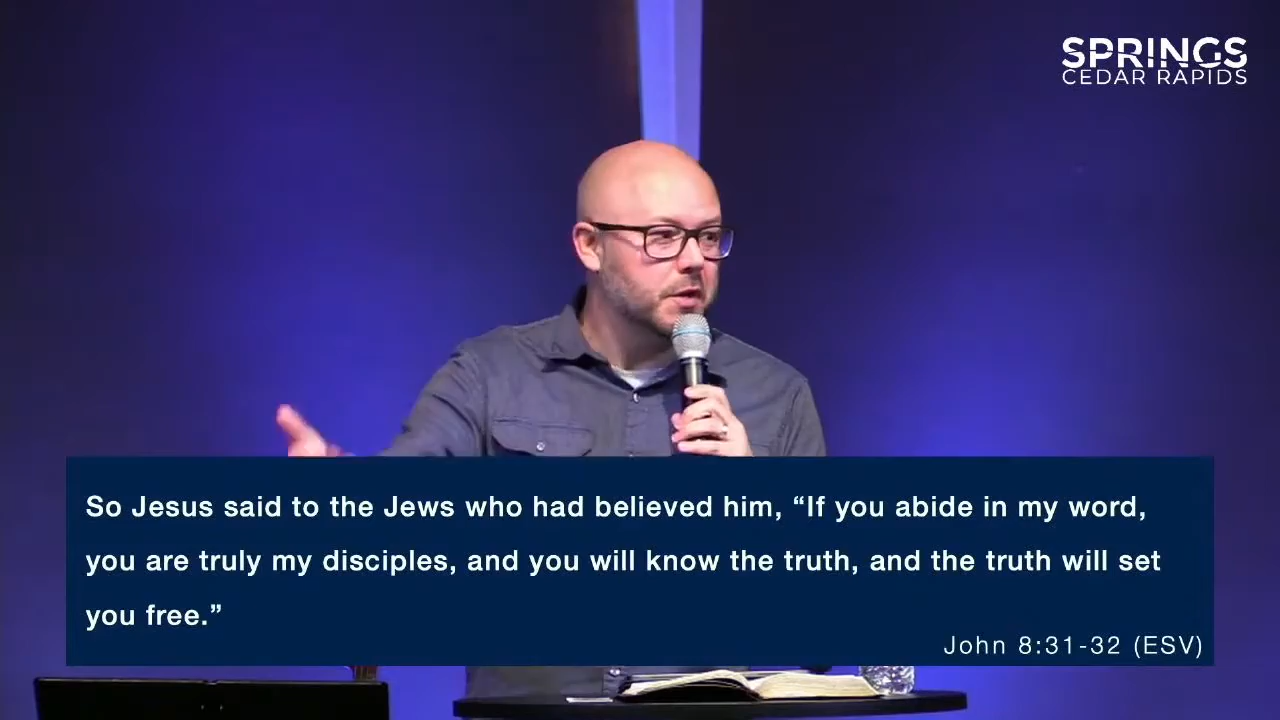 SPRINGS
CEDAR RAPIDS
So Jesus said to the Jews who had believed him, “If you abide in my word,
you are truly my disciples, and you will know the truth, and the truth will set
you free.”
John 8:31-32 (ESV)